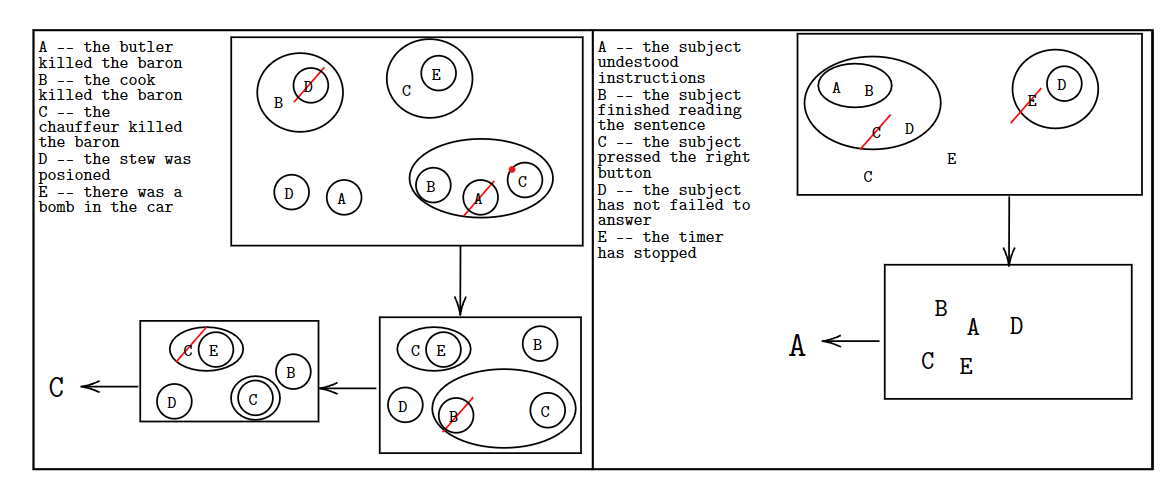 A -- the butler
killed the baron
B -- the cook
killed the baron
C -- the
chauffeur killed
the baron
D -- the stew was
posioned
E -- there was a
bomb in the car
B D
C E
D A
B A C
C E
B
D
C
C E
B
D
B C
C
A -- the subject
undestood
instructions
B -- the subject
finished reading
the sentence
C -- the subject
pressed the right
button
D -- the subject
has not failed to
answer
E -- the timer
has stopped
A B
C D
E D
E
C
B
A D
C E
A